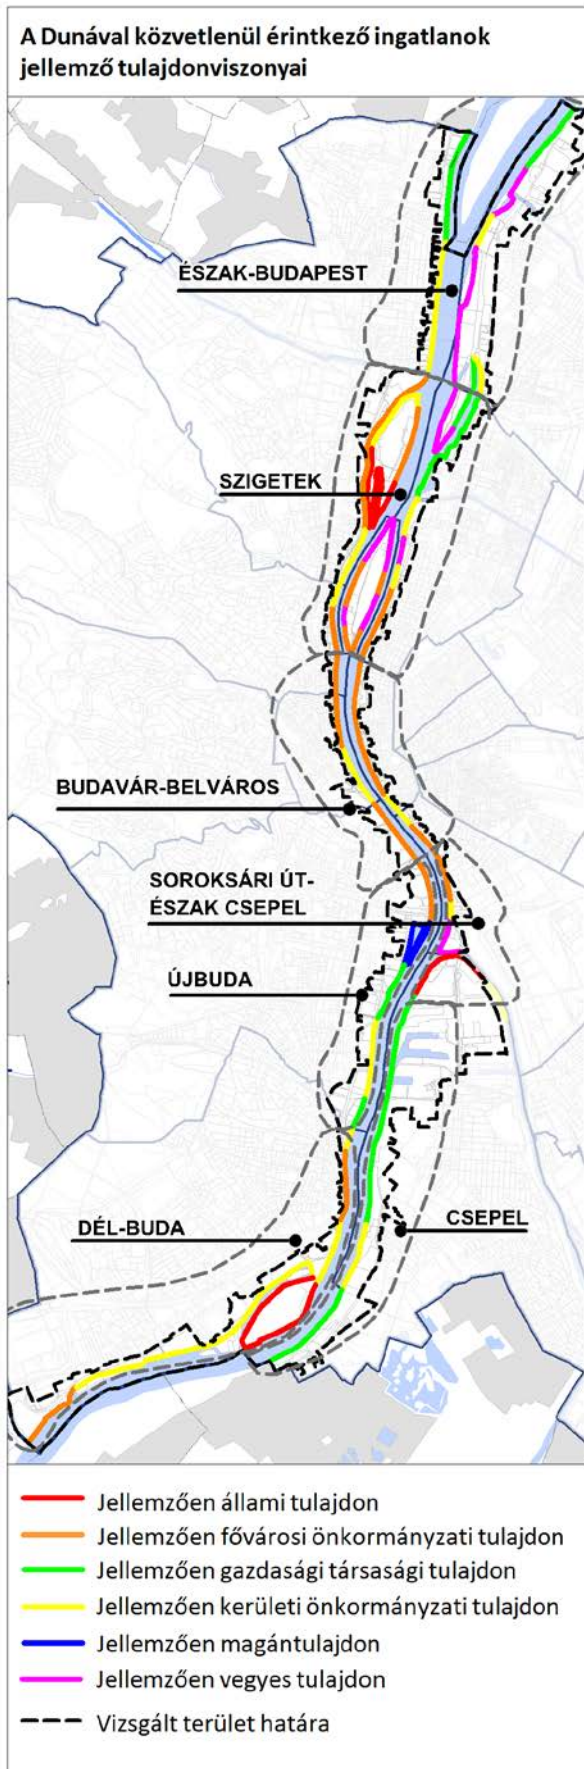 A Dunával közvetlenül érintkező ingatlanok
jellemző tulajdonviszonyai
ÉSZAK-BUDAPEST
SZIGETEK
BUDAVÁR-BELVÁROS
SOROKSÁRI ÚT-
ÉSZAK CSEPEL
ÚJBUDA
DÉL-BUDA
CSEPEL
Jellemzően állami tulajdon
Jellemzően fővárosi önkormányzati tulajdon
Jellemzően gazdasági társasági tulajdon
Jellemzően kerületi önkormányzati tulajdon
Jellemzően magántulajdon
Jellemzően vegyes tulajdon
Vizsgált terület határa